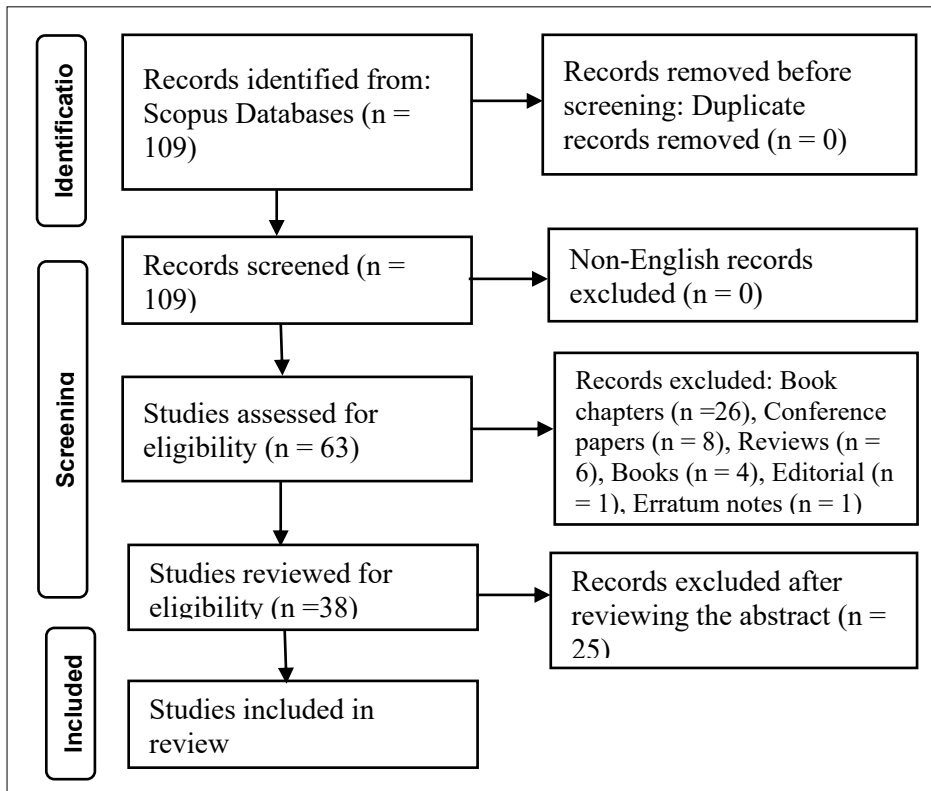 Identificatio
Records identified from:
Scopus Databases (n =
109)
Records removed before
screening: Duplicate
records removed (n = 0)
Screening
Records screened (n =
109)
Non-English records
excluded (n = 0)
Studies assessed for
eligibility (n = 63)
Records excluded: Book
chapters (n =26), Conference
papers (n = 8), Reviews (n =
6), Books (n = 4), Editorial (n
= 1), Erratum notes (n = 1)
Studies reviewed for
eligibility (n =38)
Records excluded after
reviewing the abstract (n =
25)
Included
Studies included in
review